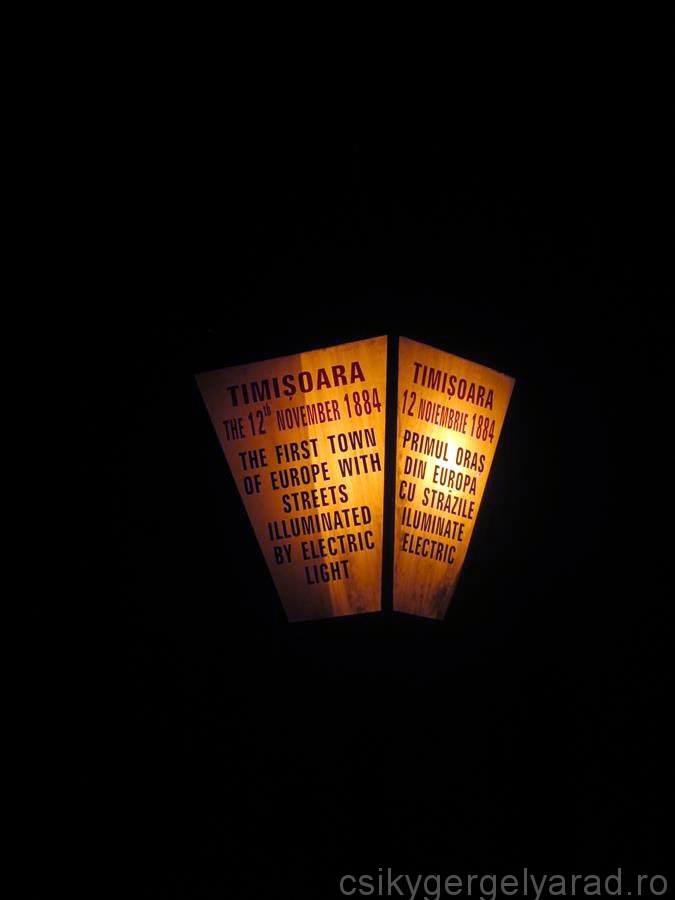 TIMIȘOARA
THE 12th NOVEMBER 1884
THE FIRST TOWN
OF EUROPE WITH
STREETS
ILLUMINATED
BY ELECTRIC
LIGHT
TIMIȘOARA
12 NOIEMBRIE 1884
PRIMUL ORAS
DIN EUROPA
CU STRĂZILE
ILUMINATE
ELECTRIC
csikygergelyarad.ro